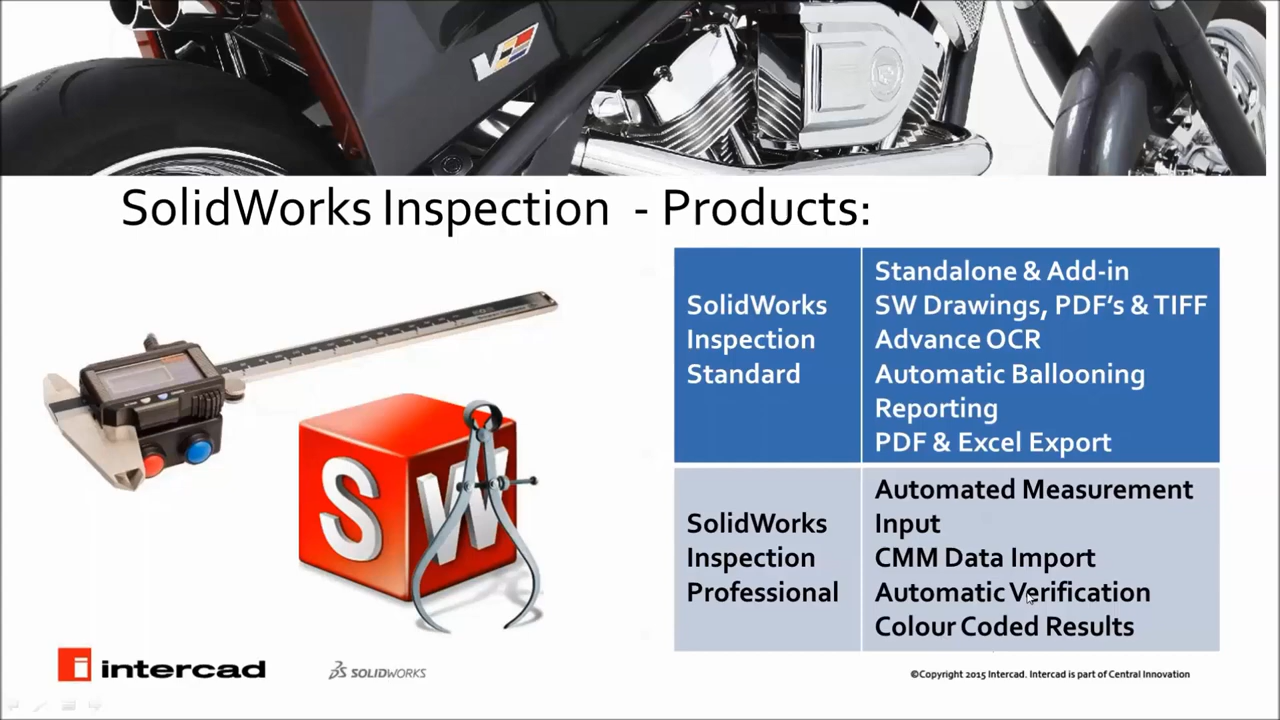 V
SolidWorks Inspection - Products:
SolidWorks
Inspection
Standard
Standalone & Add-in
SW Drawings, PDF's & TIFF
Advance OCR
Automatic Ballooning
Reporting
PDF & Excel Export
SolidWorks
Inspection
Professional
Automated Measurement
Input
CMM Data Import
Automatic Verification
Colour Coded Results
S W
intercad
SOLIDWORKS
©Copyright 2015 Intercad. Intercad is part of Central Innovation